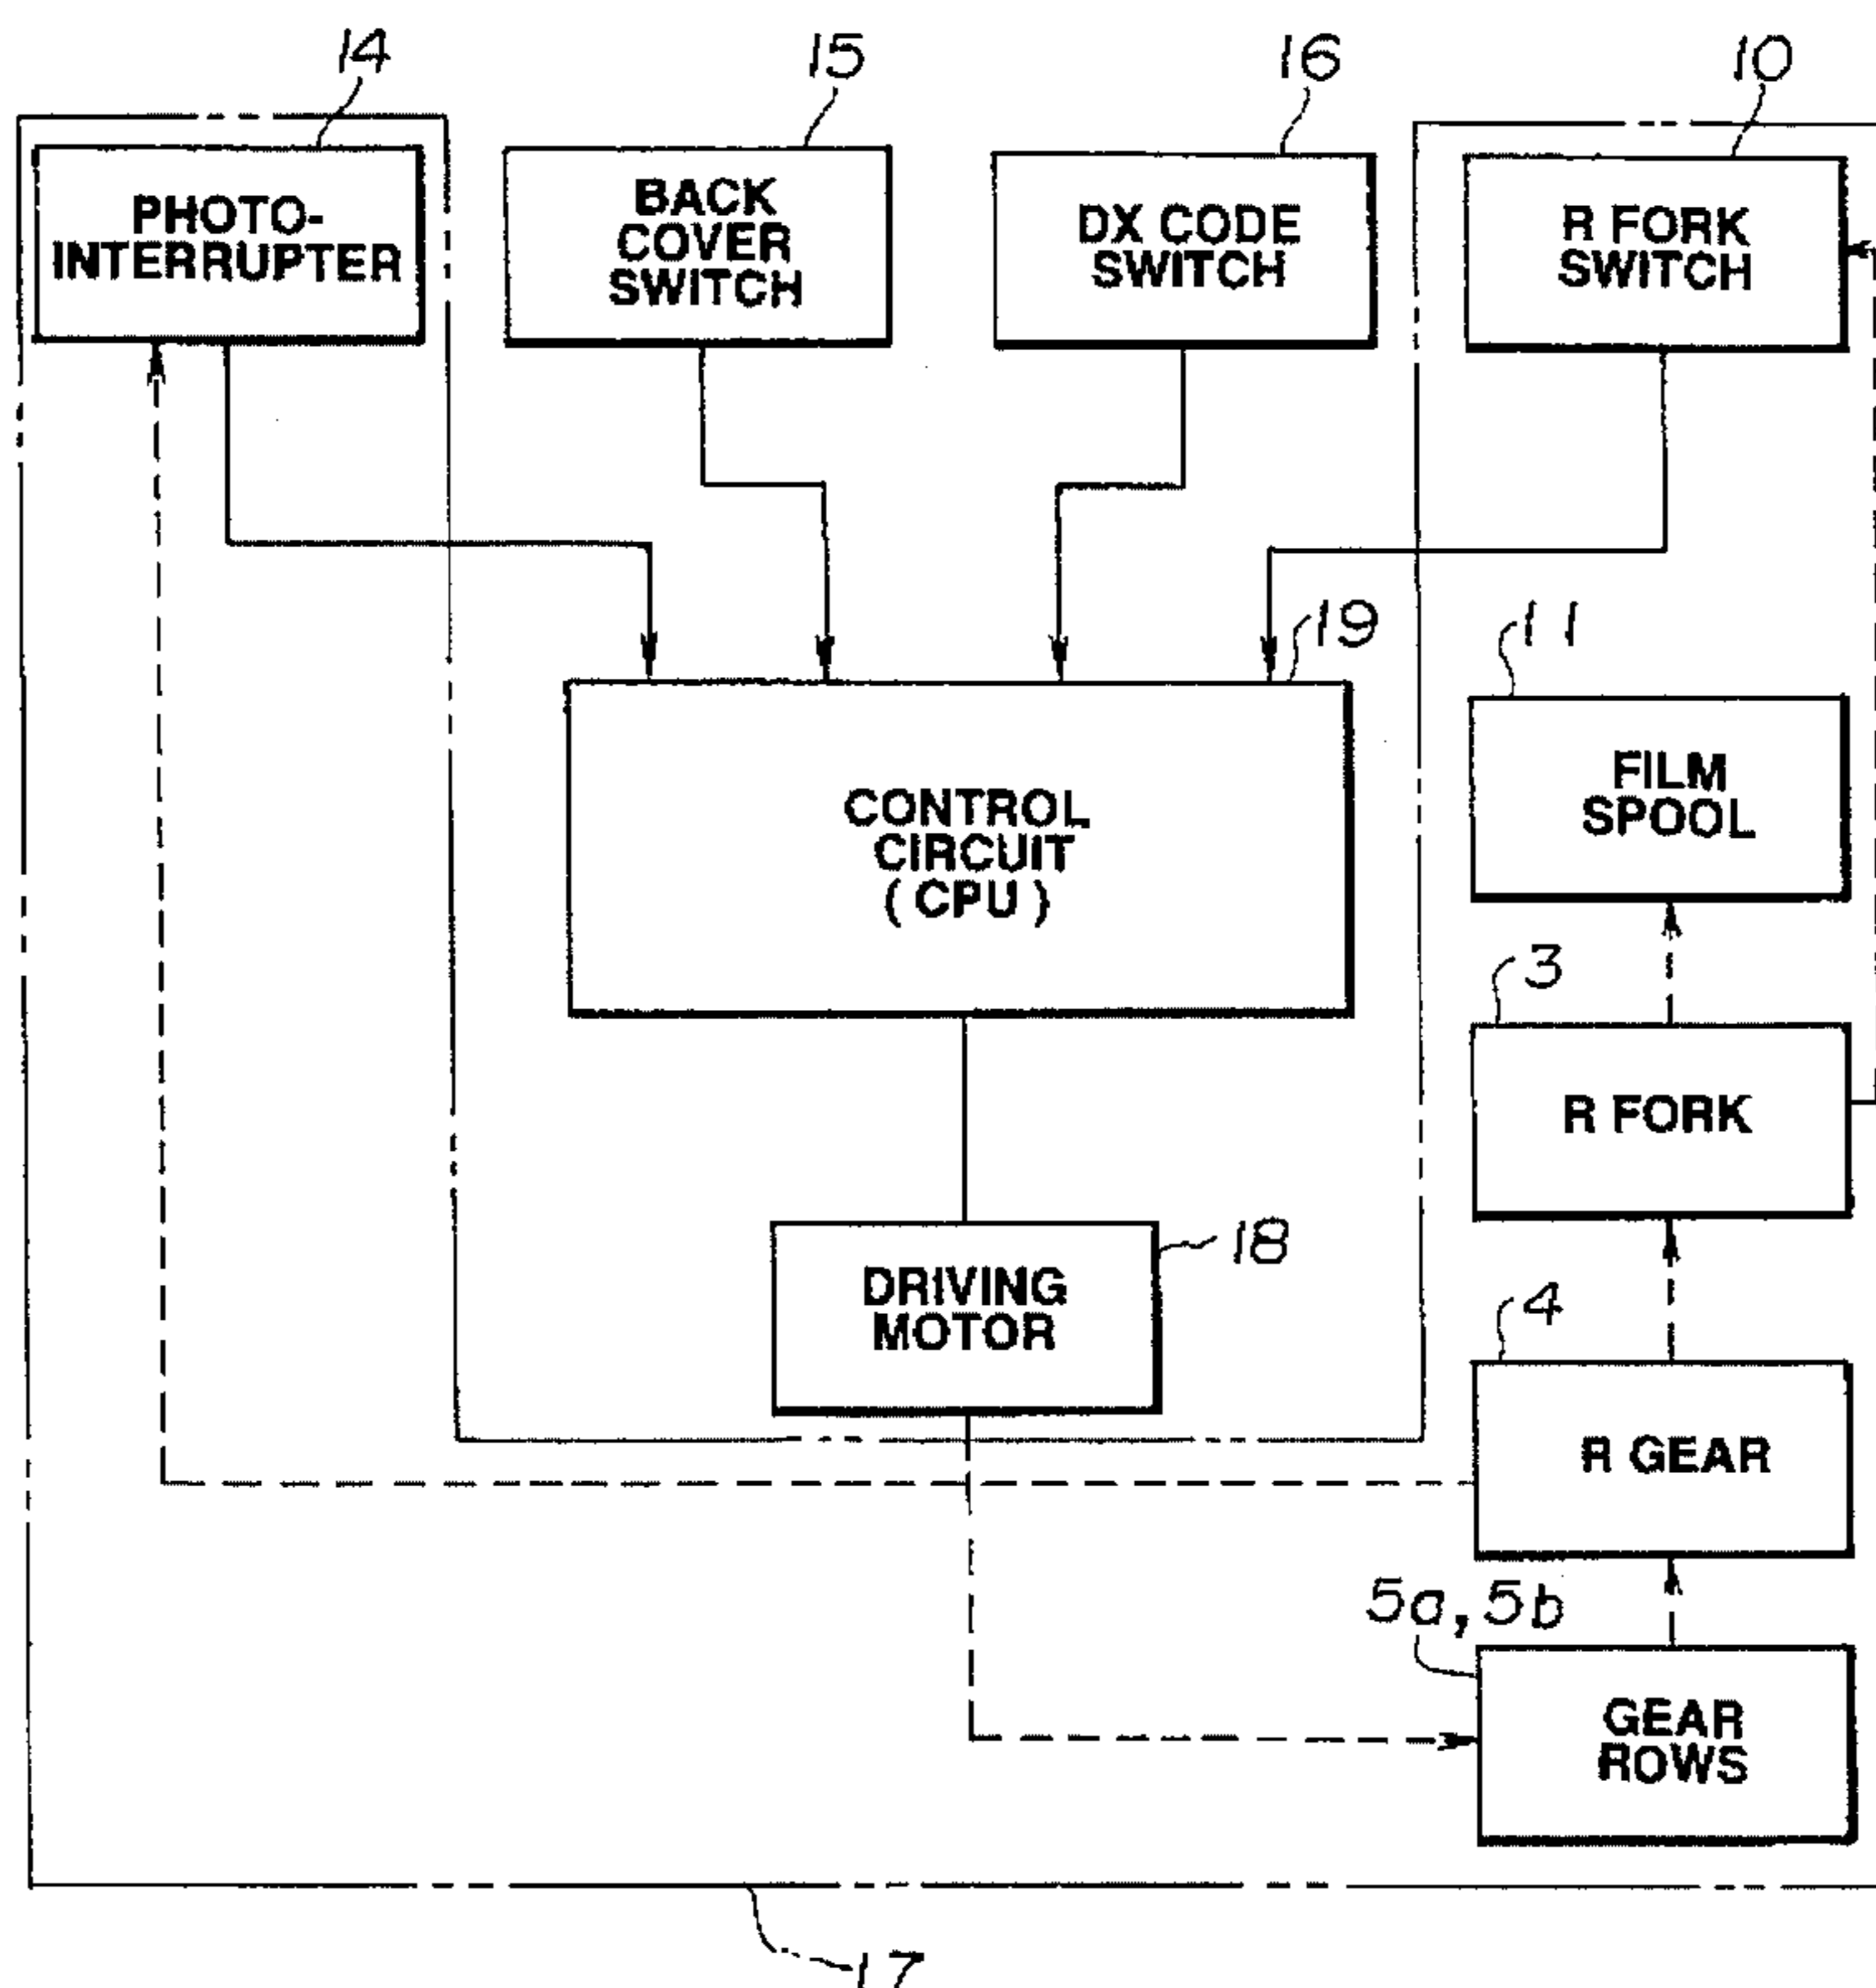 14
15
16
10
PHOTO-
INTERRUPTER
BACK
COVER
SWITCH
DX CODE
SWITCH
R FORK
SWITCH
19
11
CONTROL
CIRCUIT
(CPU)
FILM
SPOOL
3
R FORK
18
DRIVING
MOTOR
4
R GEAR
5a, 5b
GEAR
ROWS
17